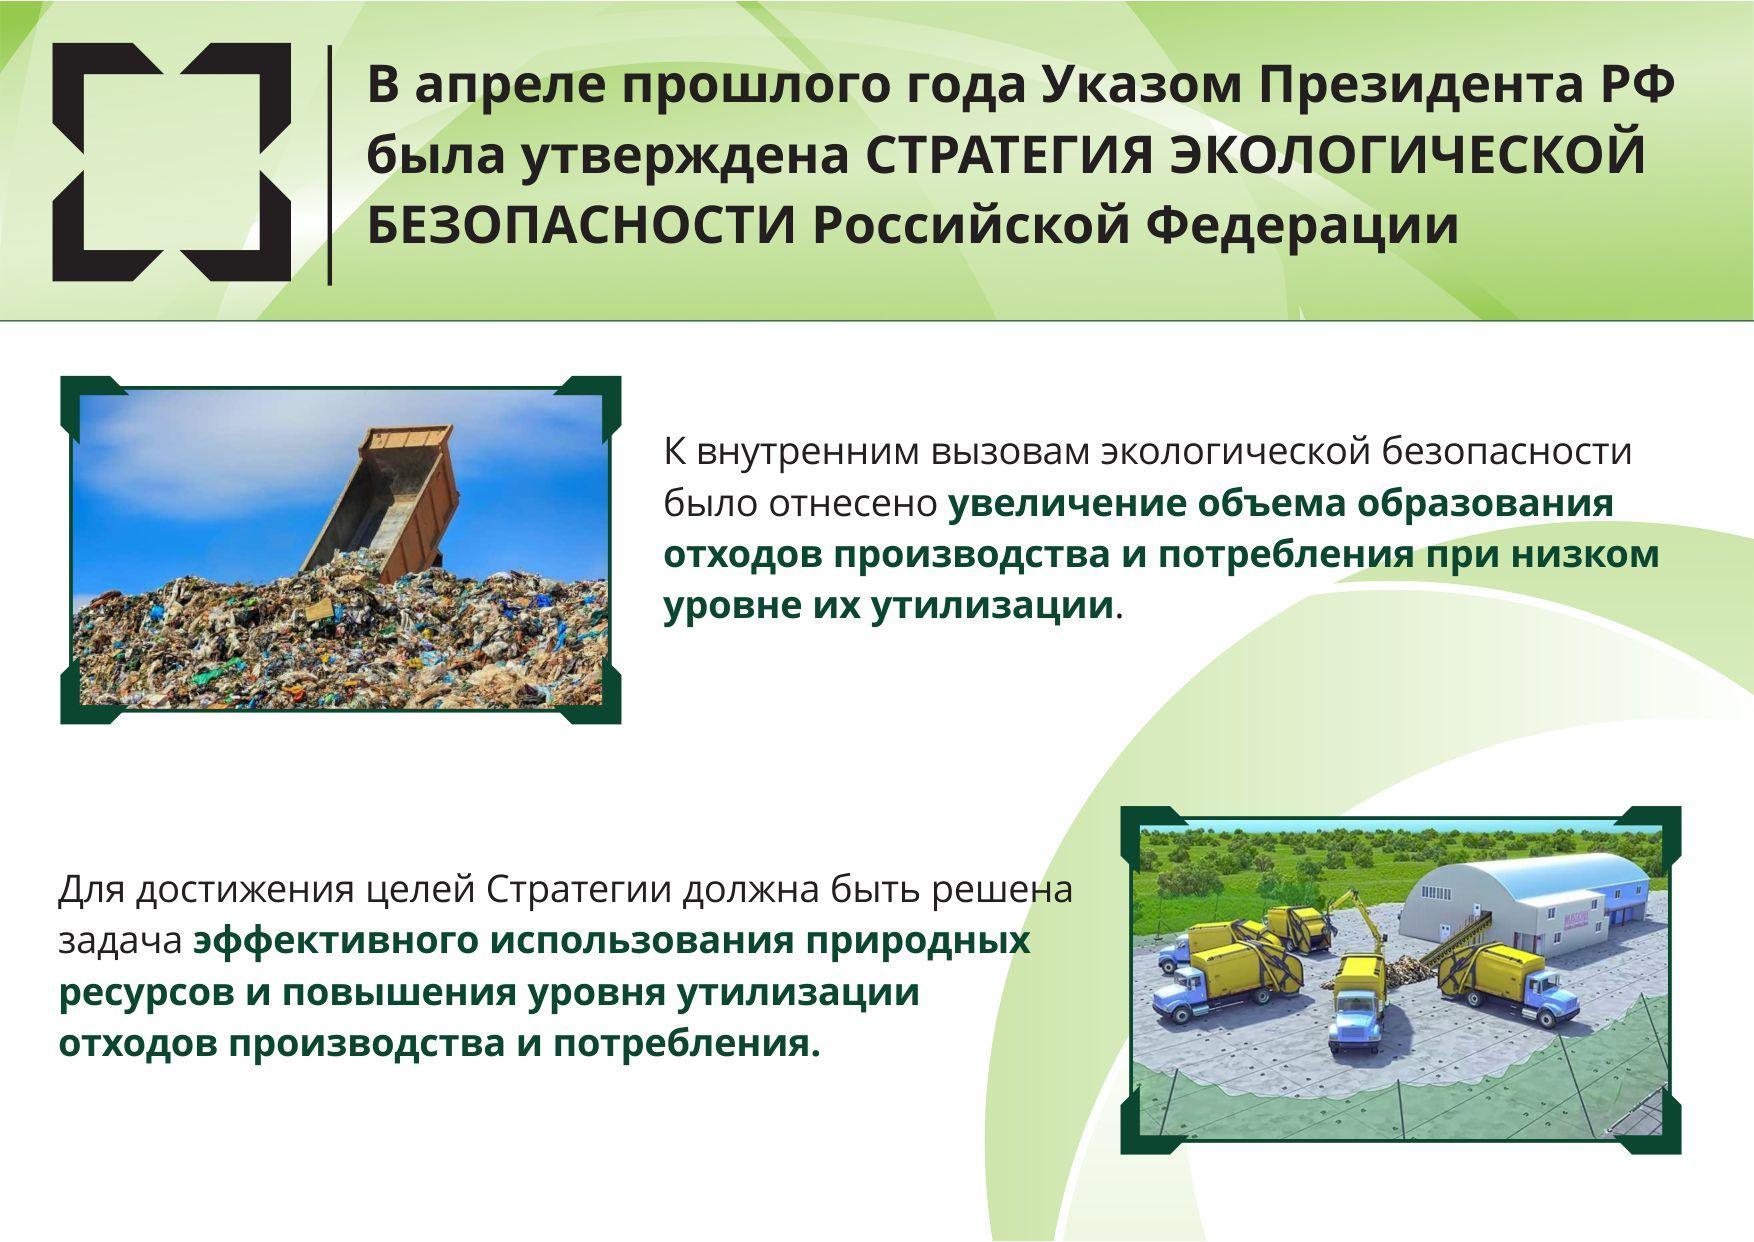 В апреле прошлого года Указом Президента РФ
была утверждена СТРАТЕГИЯ ЭКОЛОГИЧЕСКОЙ
БЕЗОПАСНОСТИ Российской Федерации
К внутренним вызовам экологической безопасности
было отнесено увеличение объема образования
отходов производства и потребления при низком
уровне их утилизации.
Для достижения целей Стратегии должна быть решена
задача эффективного использования природных
ресурсов и повышения уровня утилизации
отходов производства и потребления.